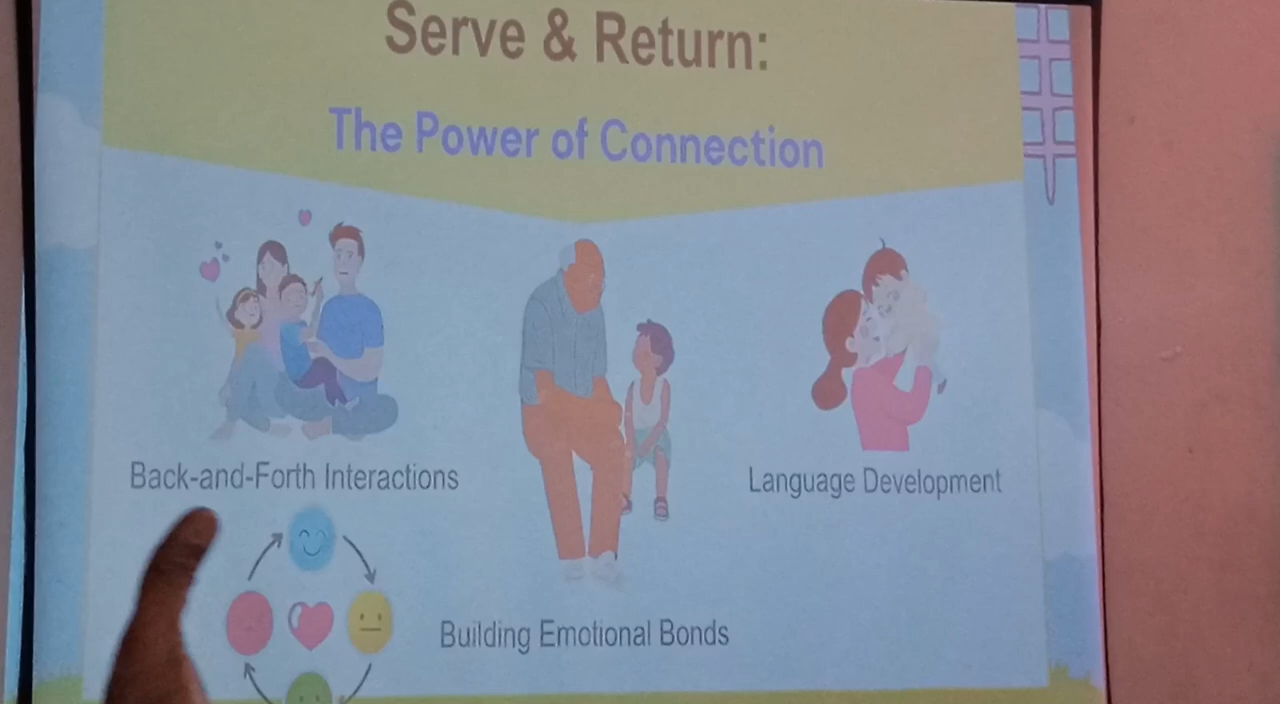 Serve & Return:
The Power of Connection
Back-and-Forth Interactions
Language Development
Building Emotional Bonds